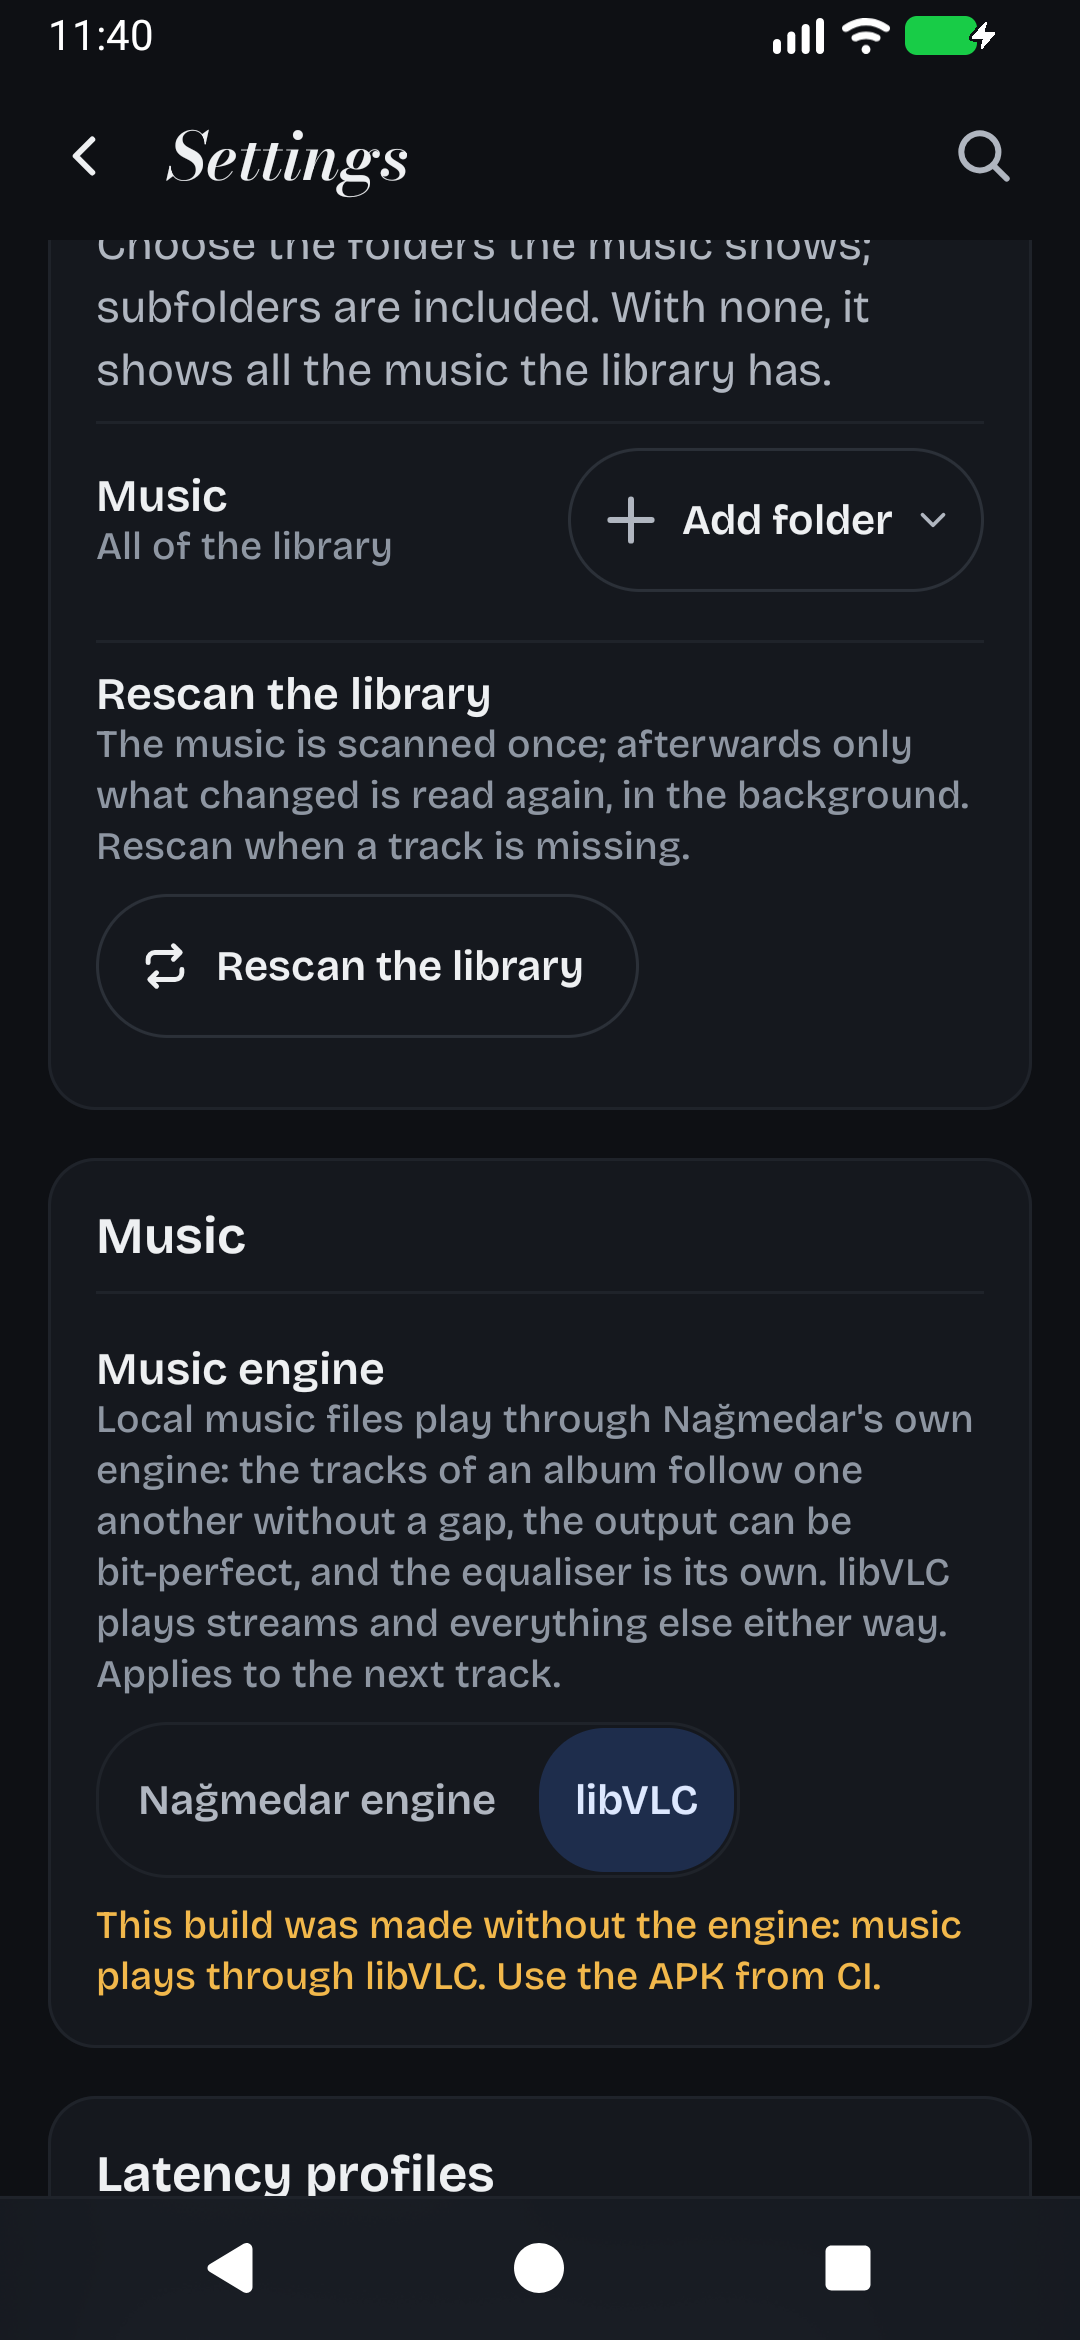 11:40
Settings
Choose the folders the music shows;
subfolders are included. With none, it
shows all the music the library has.
Music
All of the library
Add folder
Rescan the library
The music is scanned once; afterwards only
what changed is read again, in the background.
Rescan when a track is missing.
Rescan the library
Music
Music engine
Local music files play through Nağmedar's own
engine: the tracks of an album follow one
another without a gap, the output can be
bit-perfect, and the equaliser is its own. libVLC
plays streams and everything else either way.
Applies to the next track.
Nağmedar engine
libVLC
This build was made without the engine: music
plays through libVLC. Use the APK from CI.
Latency profiles